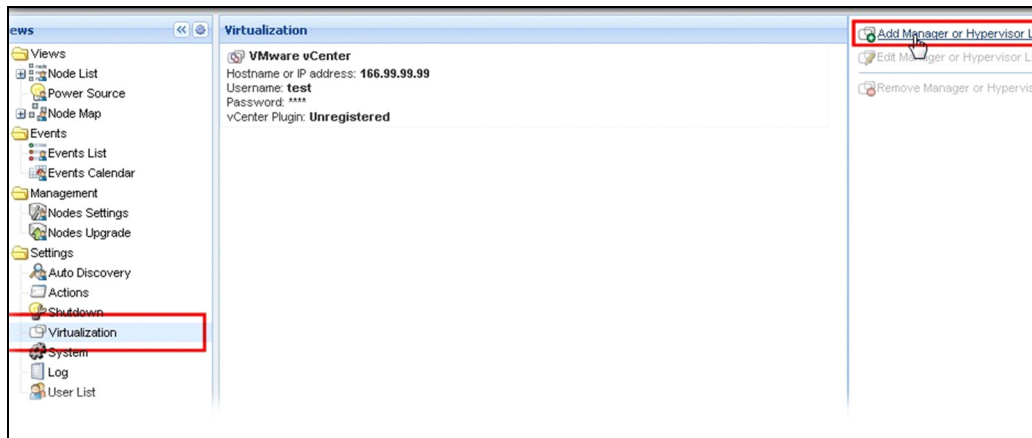 ews
Views
Node List
Power Source
Node Map
Events
Events List
Events Calendar
Management
Nodes Settings
Nodes Upgrade
Settings
Auto Discovery
Actions
Shutdown
Virtualization
System
Log
User List
Virtualization
VMware vCenter
Hostname or IP address: 166.99.99.99
Username: test
Password: ****
vCenter Plugin: Unregistered
Add Manager or Hypervisor L
Edit Manager or Hypervisor L
Remove Manager or Hypervis